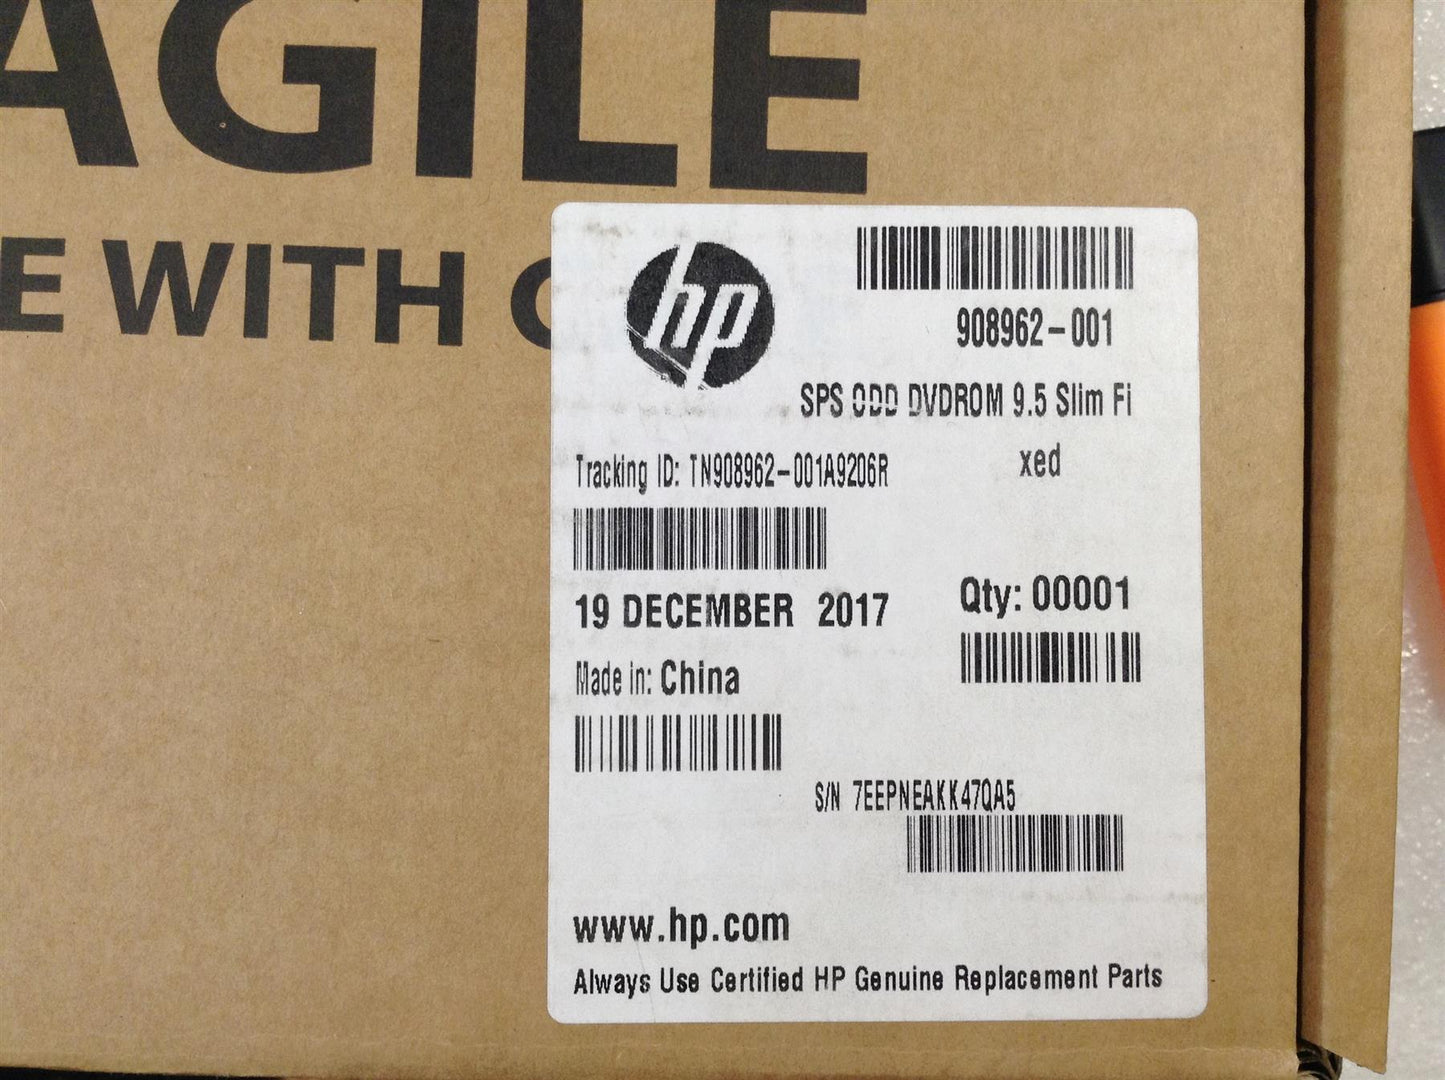 AGILE
E WITH C
hp
908962-001
SPS ODD DVDROM 9.5 Slim Fi
xed
Tracking ID: TN908962-001A9206R
19 DECEMBER 2017
Qty: 00001
Made in: China
S/N 7EEPNEAKK47QA5
www.hp.com
Always Use Certified HP Genuine Replacement Parts